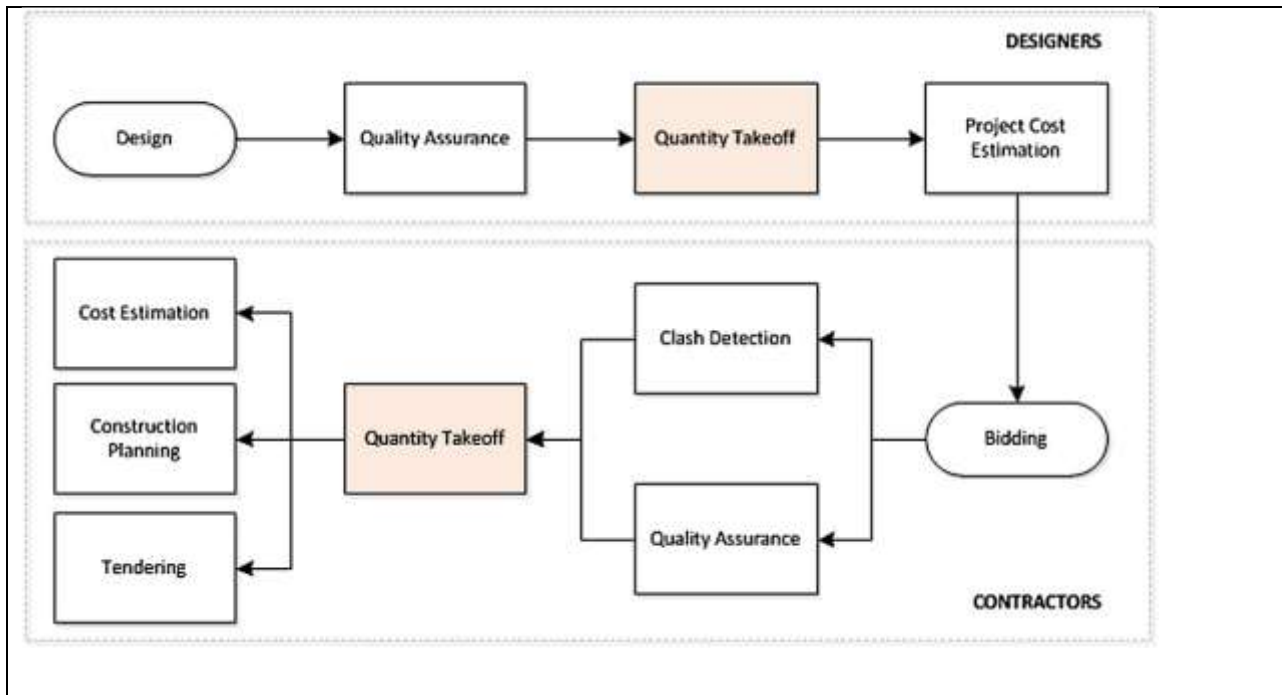 DESIGNERS
Design
Quality Assurance
Quantity Takeoff
Project Cost
Estimation
Cost Estimation
Clash Detection
Construction
Planning
Quantity Takeoff
Bidding
Tendering
Quality Assurance
CONTRACTORS